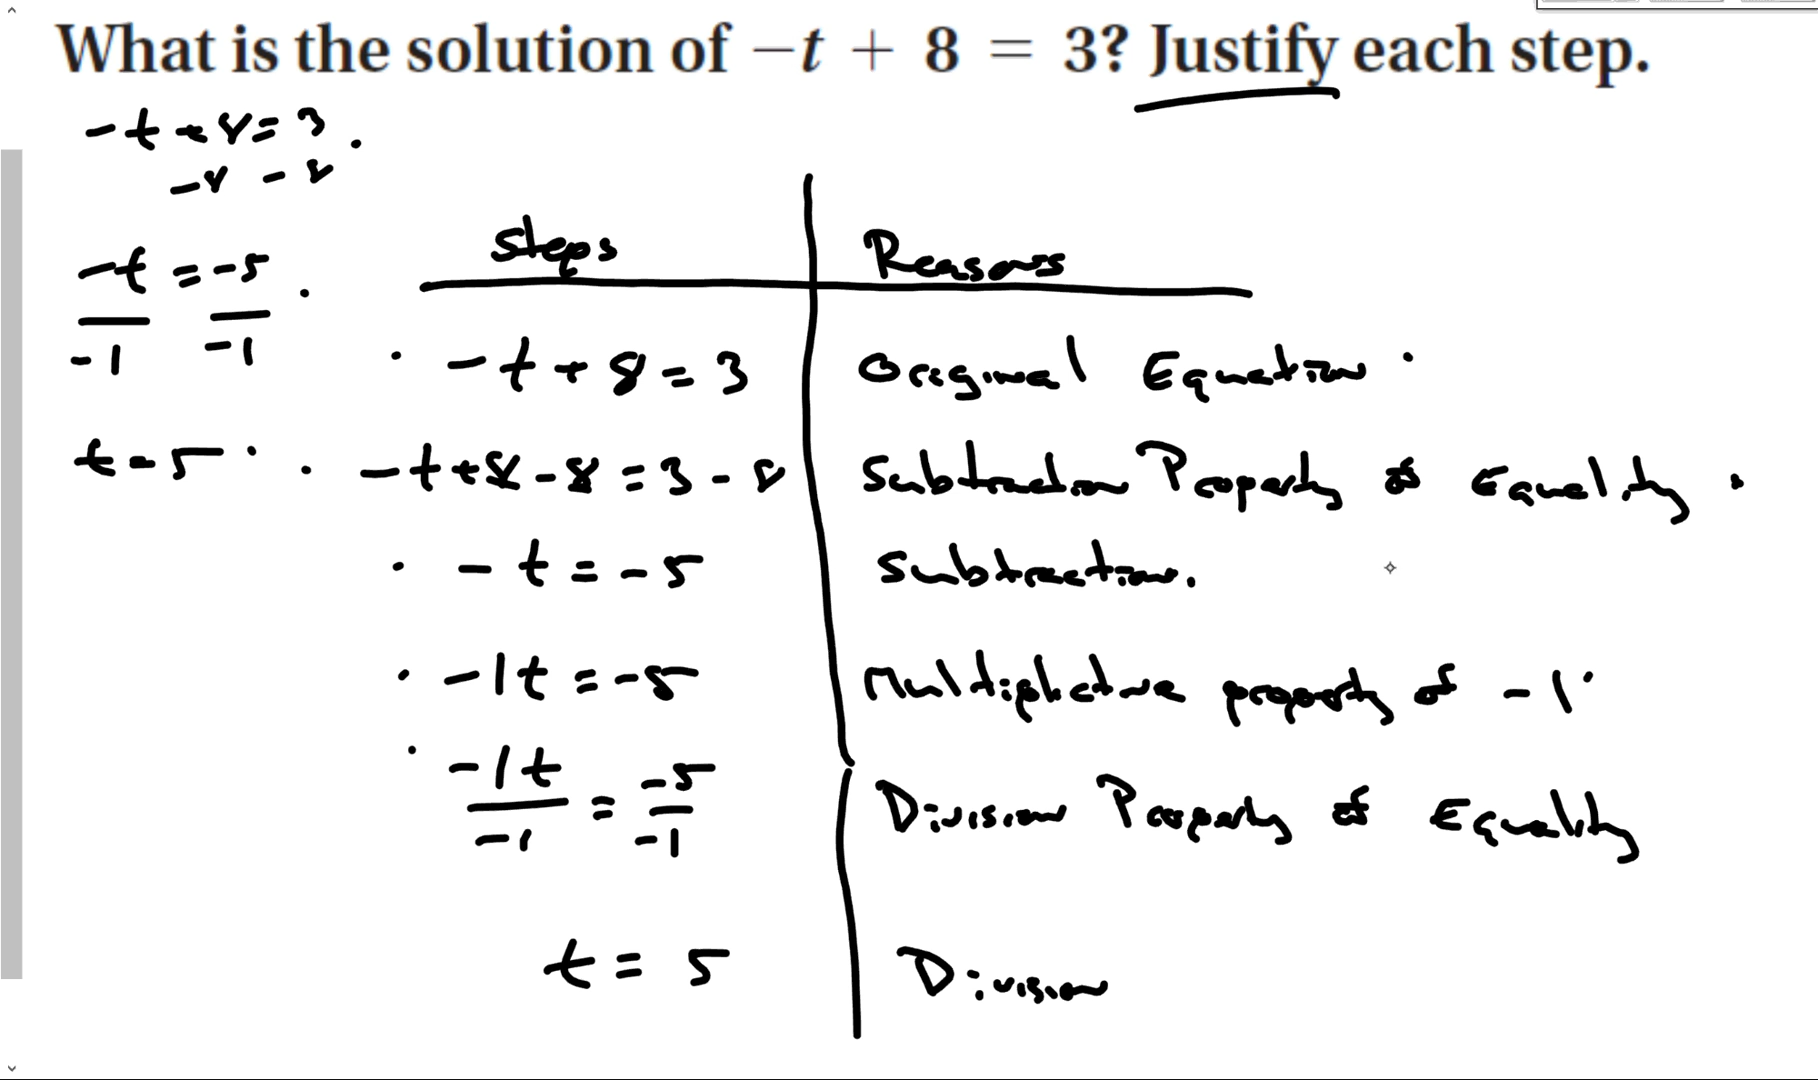 What is the solution of −t + 8 = 3? Justify each step.
-t + 8 = 3
-8 -8
-t = -5
-1 -1
t = 5
Steps Reasons
-t + 8 = 3 Original Equation
-t + 8 - 8 = 3 - 8 Subtraction Property of Equality
-t = -5 Subtraction.
-1t = -5 Multiplicative property of -1
-1t/-1 = -5/-1 Division Property of Equality
t = 5 Division